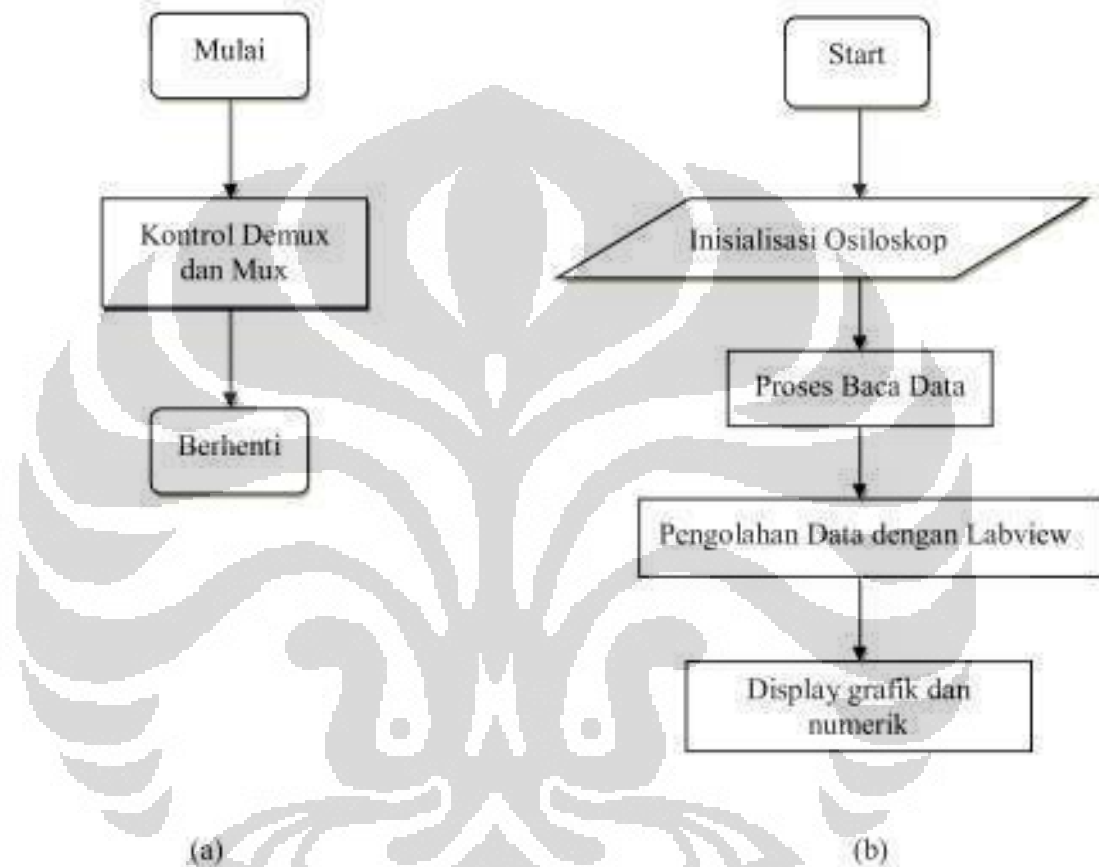 Mulai
Kontrol Demux
dan Mux
Berhenti
(a)
Start
Inisialisasi Osiloskop
Proses Baca Data
Pengolahan Data dengan Labview
Display grafik dan
numerik
(b)